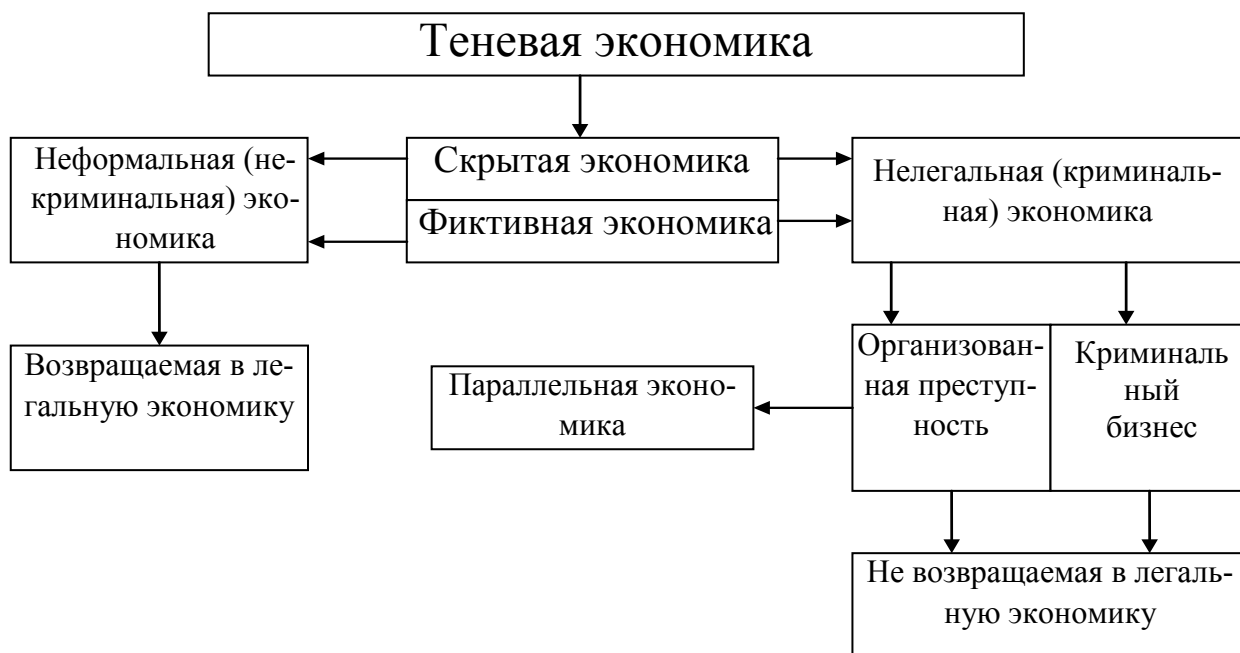 Теневая экономика
Неформальная (не-
криминальная) эко-
номика
Скрытая экономика
Фиктивная экономика
Нелегальная (криминаль-
ная) экономика
Возвращаемая в ле-
гальную экономику
Параллельная эконо-
мика
Организован-
ная преступ-
ность
Криминаль
ный
бизнес
Не возвращаемая в легаль-
ную экономику